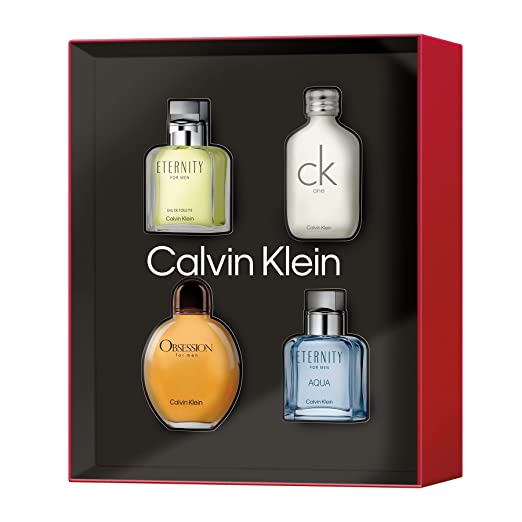 ETERNITY
FOR MEN
EAU DE TOILETTE
Calvin Klein
ck
one
Calvin Klein
Calvin Klein
OBSESSION
for men
Calvin Klein
ETERNITY
FOR MEN
AQUA
Calvin Klein